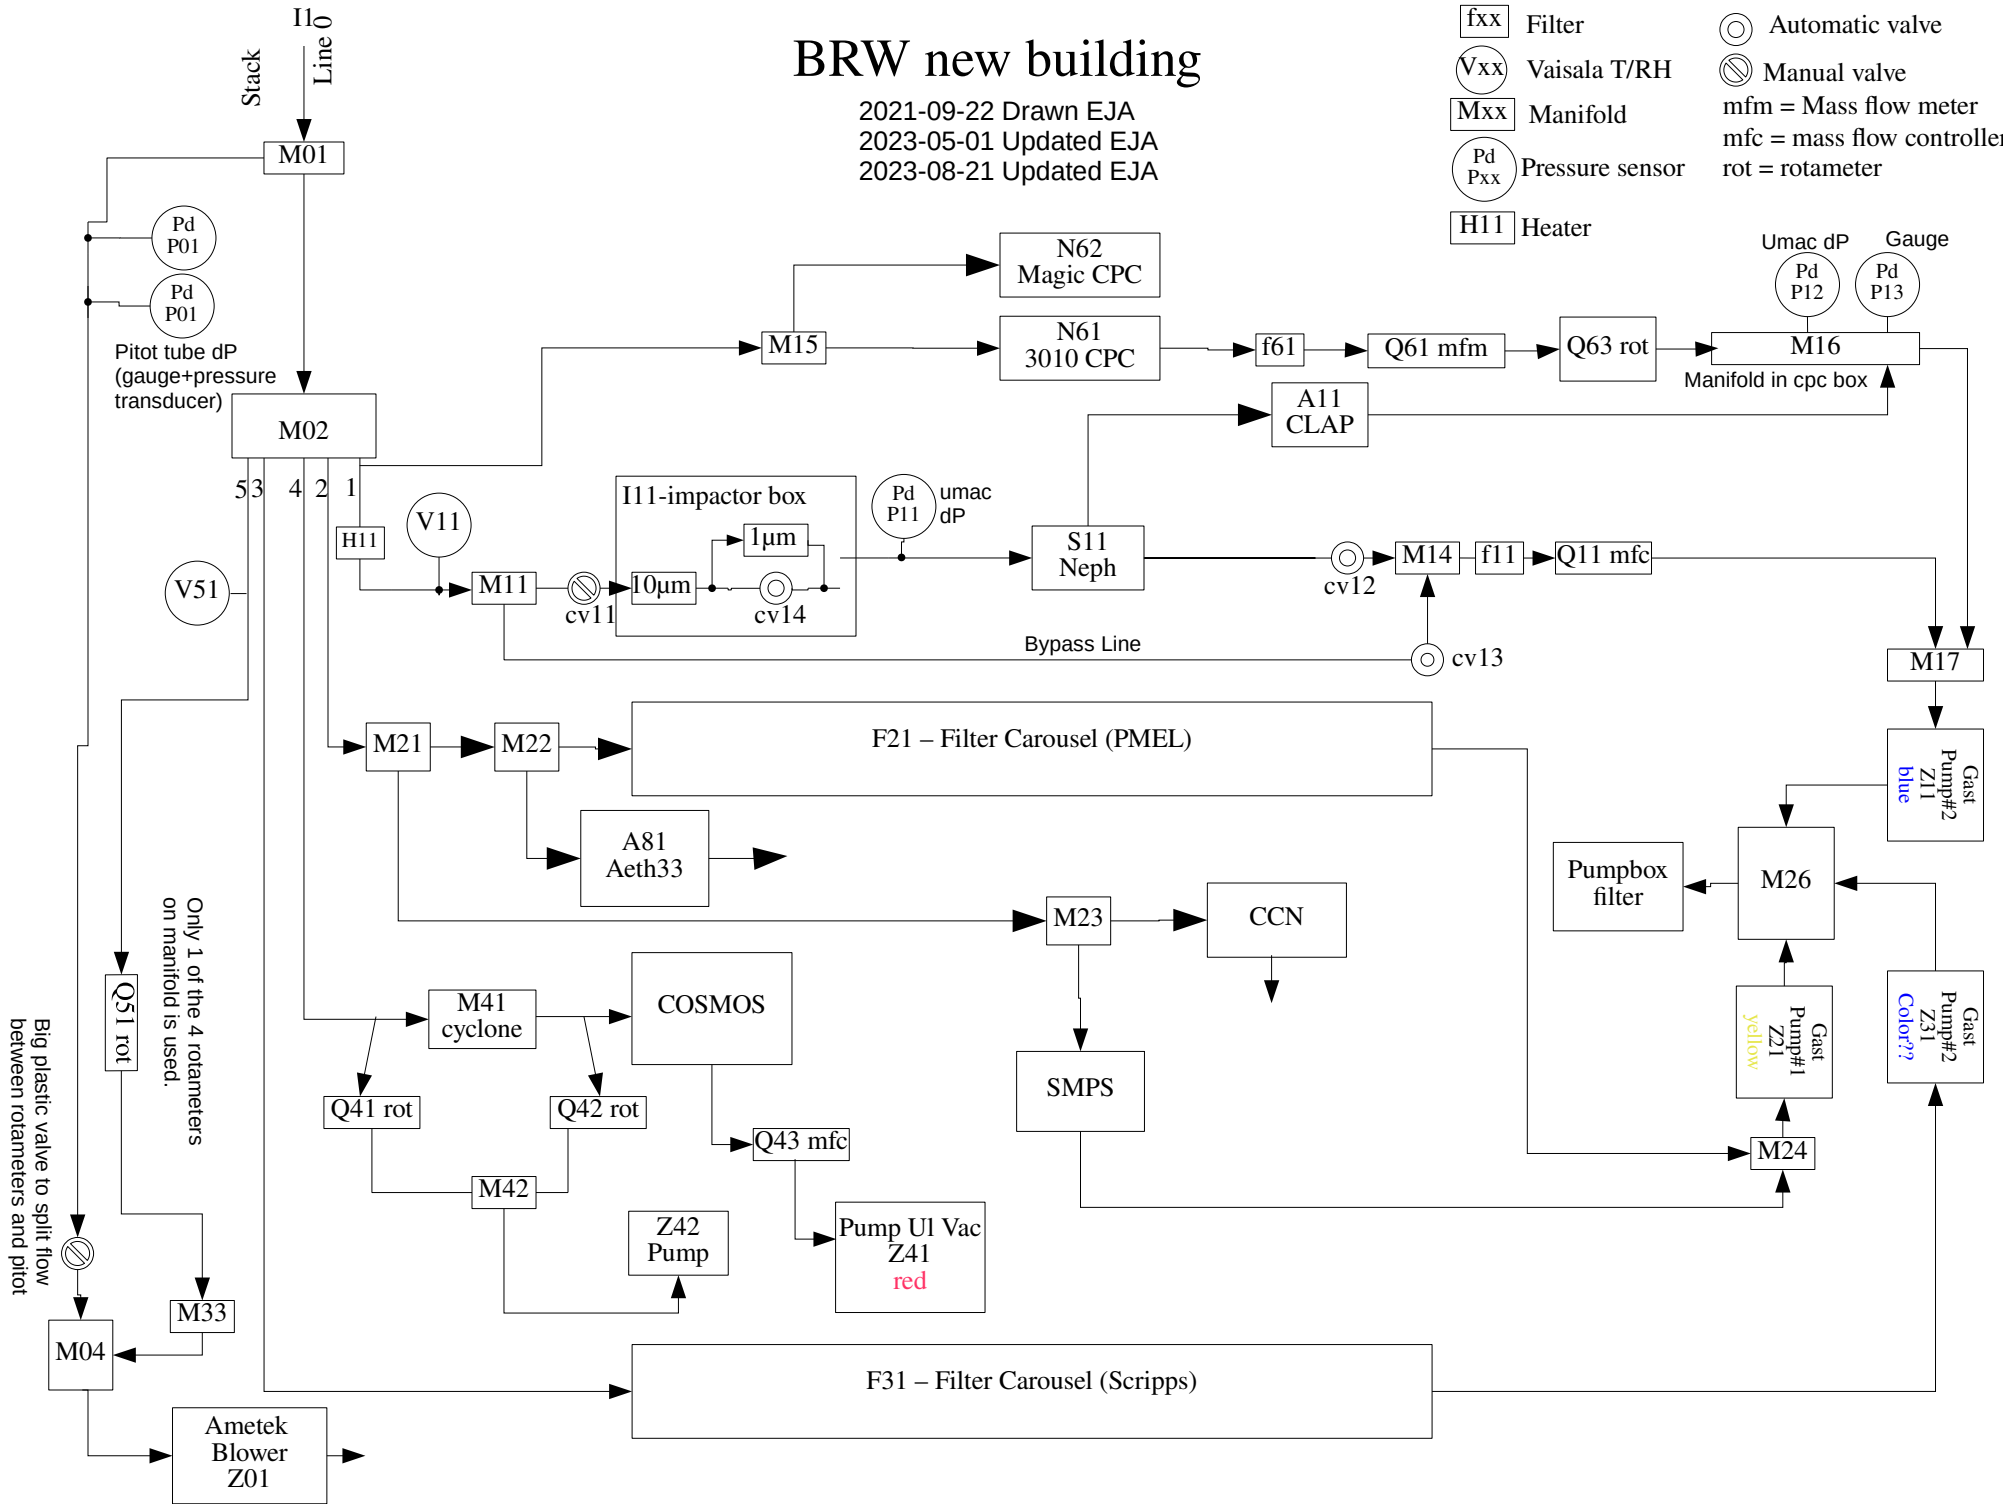 I1
Line 0
Stack
BRW new building
2021-09-22 Drawn EJA
2023-05-01 Updated EJA
2023-08-21 Updated EJA
fxx
Filter
Vxx
Vaisala T/RH
Mxx
Manifold
Pd
Pxx
Pressure sensor
H11
Heater
Automatic valve
Manual valve
mfm = Mass flow meter
mfc = mass flow controller
rot = rotameter
M01
Pd
P01
Pd
P01
Pitot tube dP
(gauge+pressure
transducer)
M02
5
3
4
2
1
N62
Magic CPC
M15
N61
3010 CPC
f61
Q61 mfm
Q63 rot
Umac dP
Gauge
Pd
P12
Pd
P13
M16
Manifold in cpc box
A11
CLAP
V11
H11
V51
M11
cv11
I11-impactor box
1µm
10µm
cv14
Pd
P11
umac
dP
S11
Neph
cv12
M14
f11
Q11 mfc
Bypass Line
cv13
M17
M21
M22
F21 – Filter Carousel (PMEL)
Gast
Pump#2
Z11
blue
A81
Aeth33
Pumpbox
filter
M26
M23
CCN
Only 1 of the 4 rotameters
on manifold is used.
Q51 rot
M41
cyclone
COSMOS
Gast
Pump#1
Z21
yellow
Gast
Pump#2
Z31
Color??
Big plastic valve to split flow
between rotameters and pitot
SMPS
Q41 rot
Q42 rot
Q43 mfc
M24
M42
Z42
Pump
Pump Ul Vac
Z41
red
M33
M04
F31 – Filter Carousel (Scripps)
Ametek
Blower
Z01